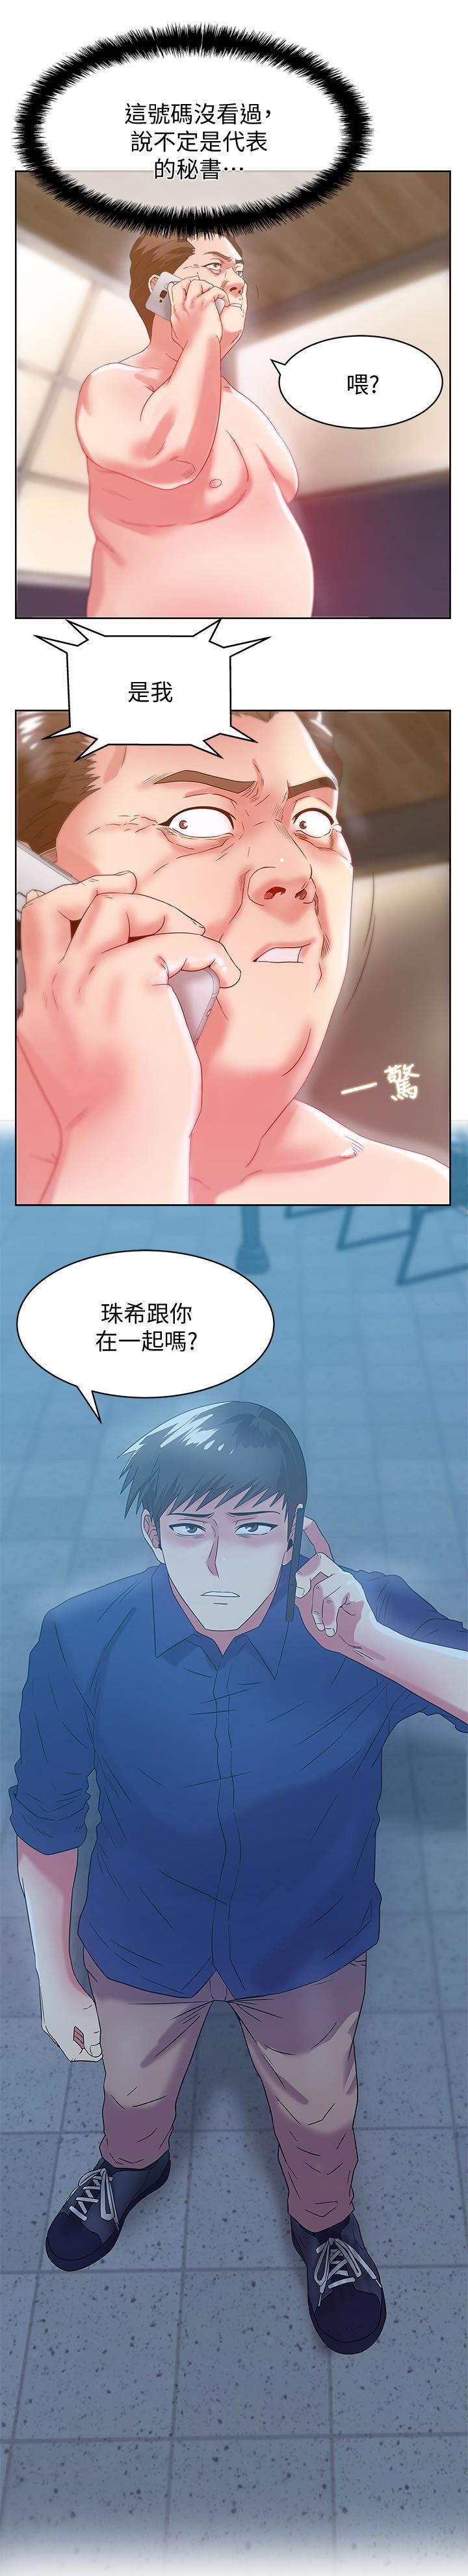 這號碼沒看過，
說不定是代表
的秘書⋯
喂?
是我
一驚
珠希跟你
在一起嗎?